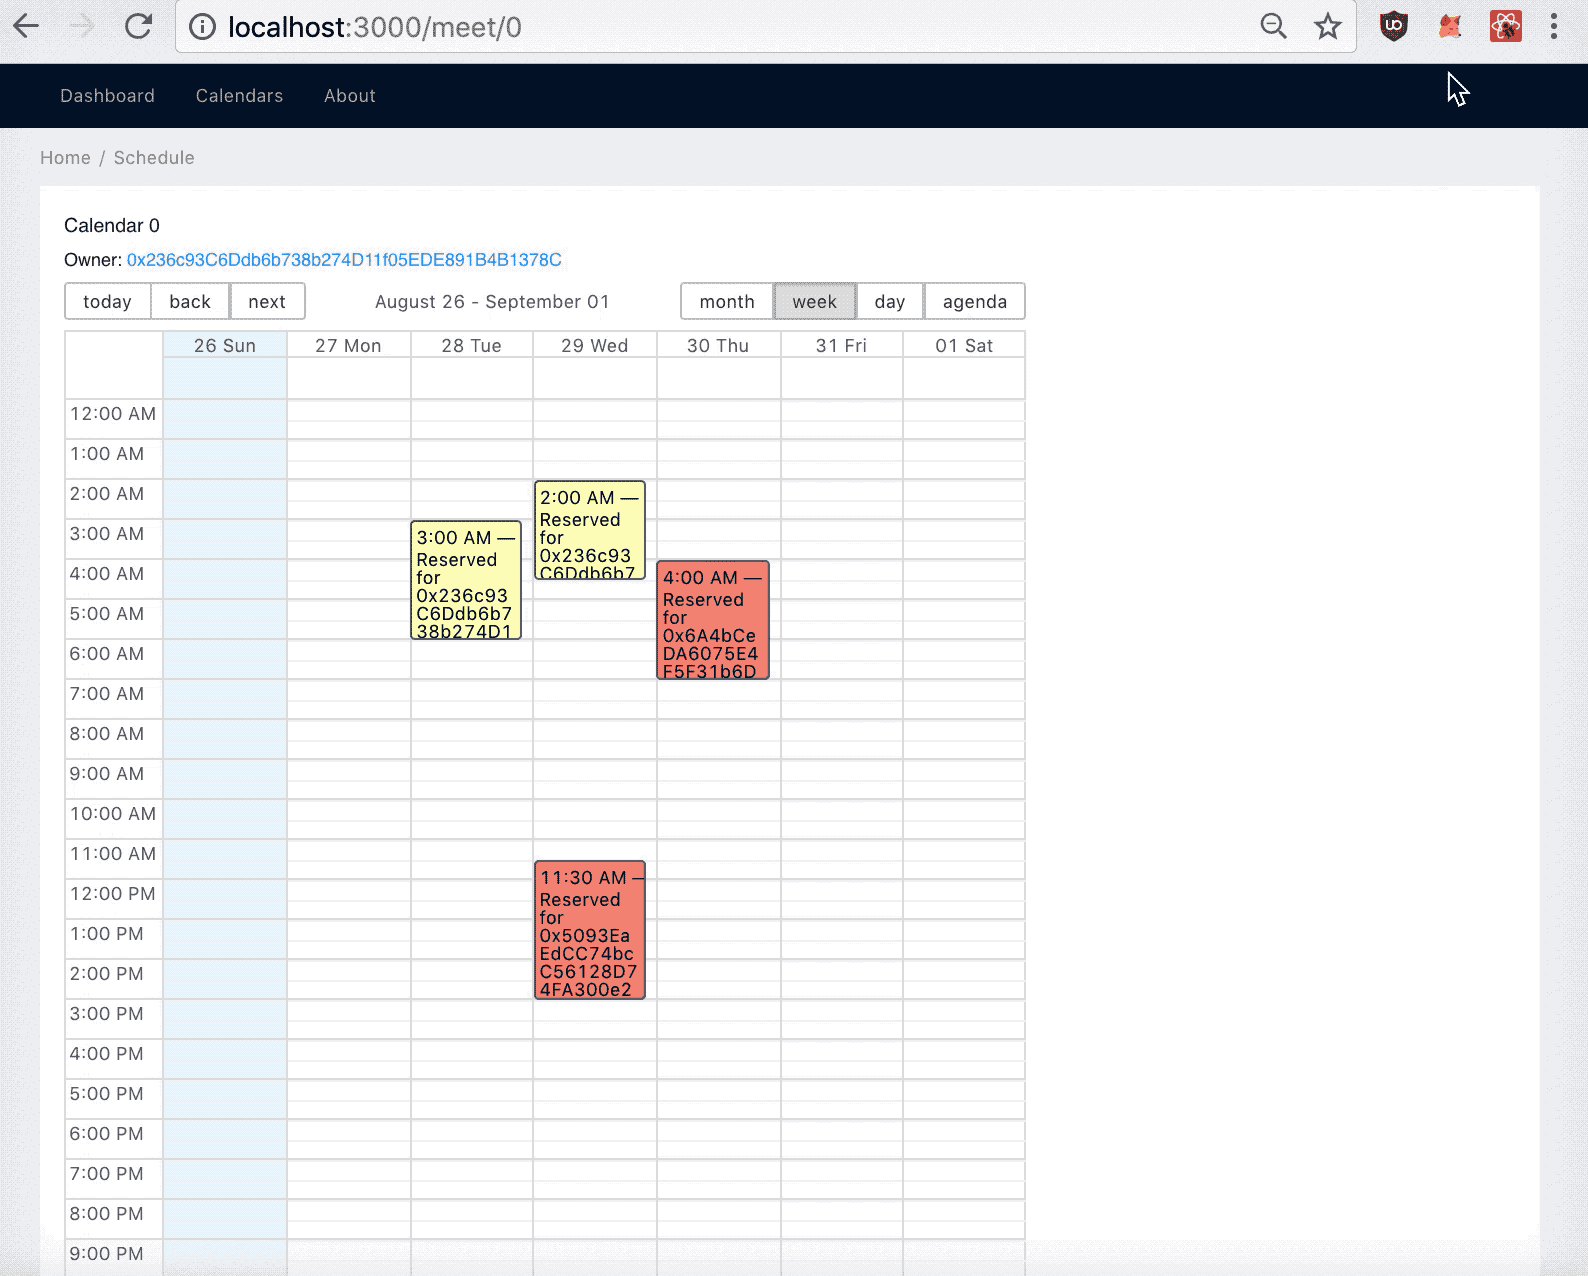 localhost:3000/meet/0
Dashboard Calendars About
Home / Schedule
Calendar 0
Owner: 0x236c93C6Ddb6b738b274D11f05EDE891B4B1378C
today back next August 26 - September 01 month week day agenda
26 Sun 27 Mon 28 Tue 29 Wed 30 Thu 31 Fri 01 Sat
12:00 AM
1:00 AM
2:00 AM
3:00 AM
4:00 AM
5:00 AM
6:00 AM
7:00 AM
8:00 AM
9:00 AM
10:00 AM
11:00 AM
12:00 PM
1:00 PM
2:00 PM
3:00 PM
4:00 PM
5:00 PM
6:00 PM
7:00 PM
8:00 PM
9:00 PM
3:00 AM —
Reserved
for
0x236c93
C6Ddb6b7
38b274D1
2:00 AM —
Reserved
for
0x236c93
C6Ddb6b7
11:30 AM —
Reserved
for
0x5093Ea
EdCC74bc
C56128D7
4FA300e2
4:00 AM —
Reserved
for
0x6A4bCe
DA6075E4
F5F31b6D